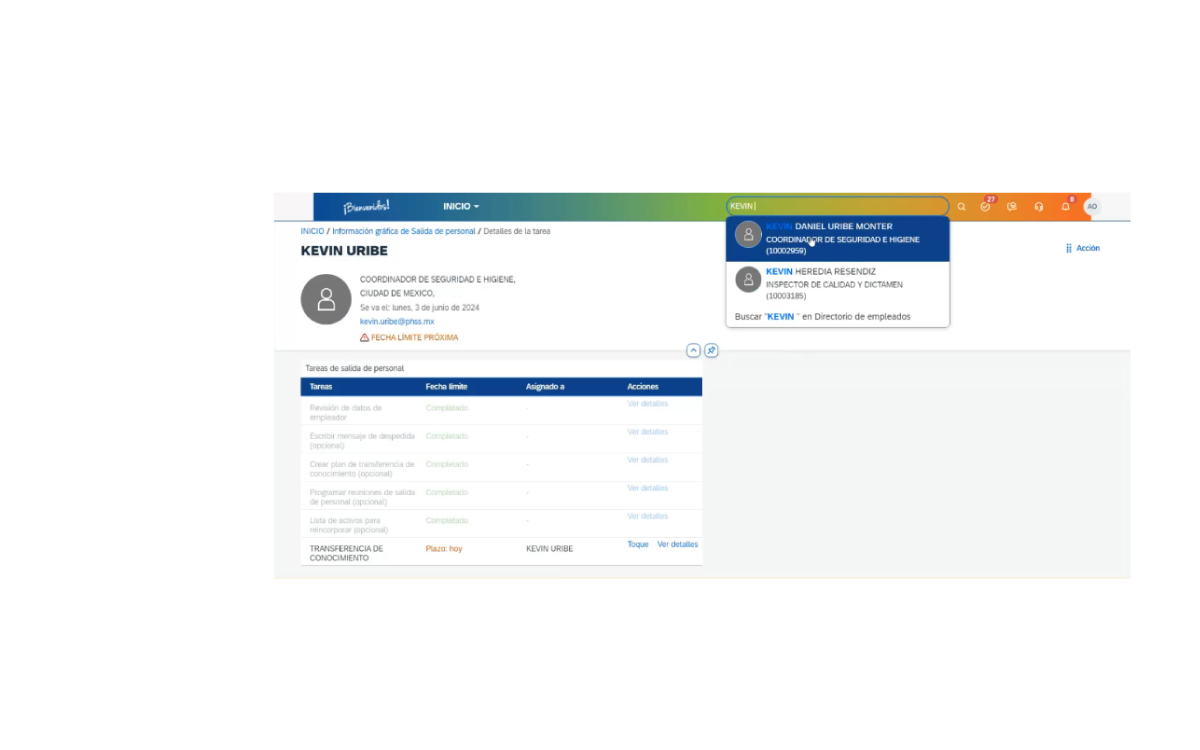 ¡Bienvenidos!
INICIO
KEVIN
27
8
AO
INICIO / Información gráfica de Salida de personal / Detalles de la tarea
KEVIN URIBE
KEVIN DANIEL URIBE MONTER
COORDINADOR DE SEGURIDAD E HIGIENE
(10002959)
KEVIN HEREDIA RESENDIZ
INSPECTOR DE CALIDAD Y DICTAMEN
(10003185)
Buscar "KEVIN " en Directorio de empleados
Acción
COORDINADOR DE SEGURIDAD E HIGIENE,
CIUDAD DE MEXICO,
Se va el: lunes, 3 de junio de 2024
kevin.uribe@phss.mx
FECHA LÍMITE PRÓXIMA
Tareas de salida de personal
Tareas Fecha límite Asignado a Acciones
Revisión de datos de empleador Completado - Ver detalles
Escribir mensaje de despedida (opcional) Completado - Ver detalles
Crear plan de transferencia de conocimiento (opcional) Completado - Ver detalles
Programar reuniones de salida de personal (opcional) Completado - Ver detalles
Lista de activos para reincorporar (opcional) Completado - Ver detalles
TRANSFERENCIA DE CONOCIMIENTO Plazo: hoy KEVIN URIBE Toque Ver detalles